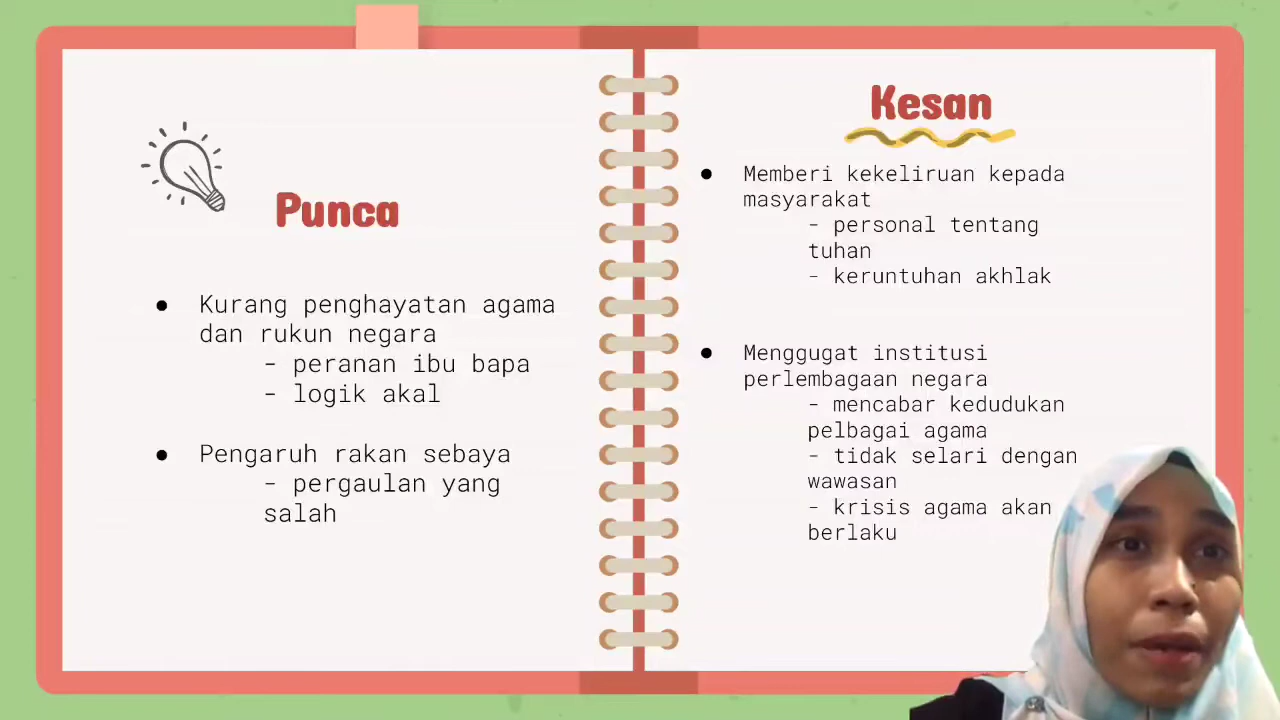 Punca
● Kurang penghayatan agama
dan rukun negara
- peranan ibu bapa
- logik akal
● Pengaruh rakan sebaya
- pergaulan yang
salah
Kesan
● Memberi kekeliruan kepada
masyarakat
- personal tentang
tuhan
- keruntuhan akhlak
● Menggugat institusi
perlembagaan negara
- mencabar kedudukan
pelbagai agama
- tidak selari dengan
wawasan
- krisis agama akan
berlaku